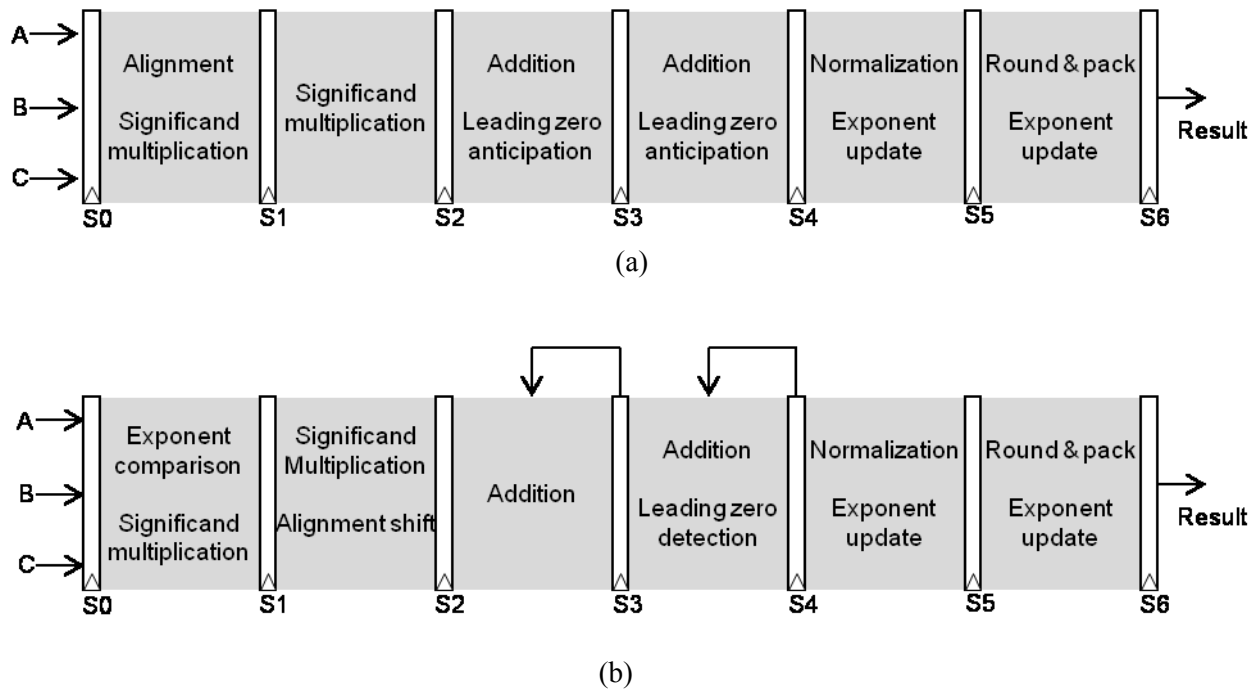 A
B
C
Alignment
Significand
multiplication
Significand
multiplication
Addition
Leading zero
anticipation
Addition
Leading zero
anticipation
Normalization
Exponent
update
Round & pack
Exponent
update
Result
S0
S1
S2
S3
S4
S5
S6
(a)
A
B
C
Exponent
comparison
Significand
multiplication
Significand
Multiplication
Alignment shift
Addition
Addition
Leading zero
detection
Normalization
Exponent
update
Round & pack
Exponent
update
Result
S0
S1
S2
S3
S4
S5
S6
(b)